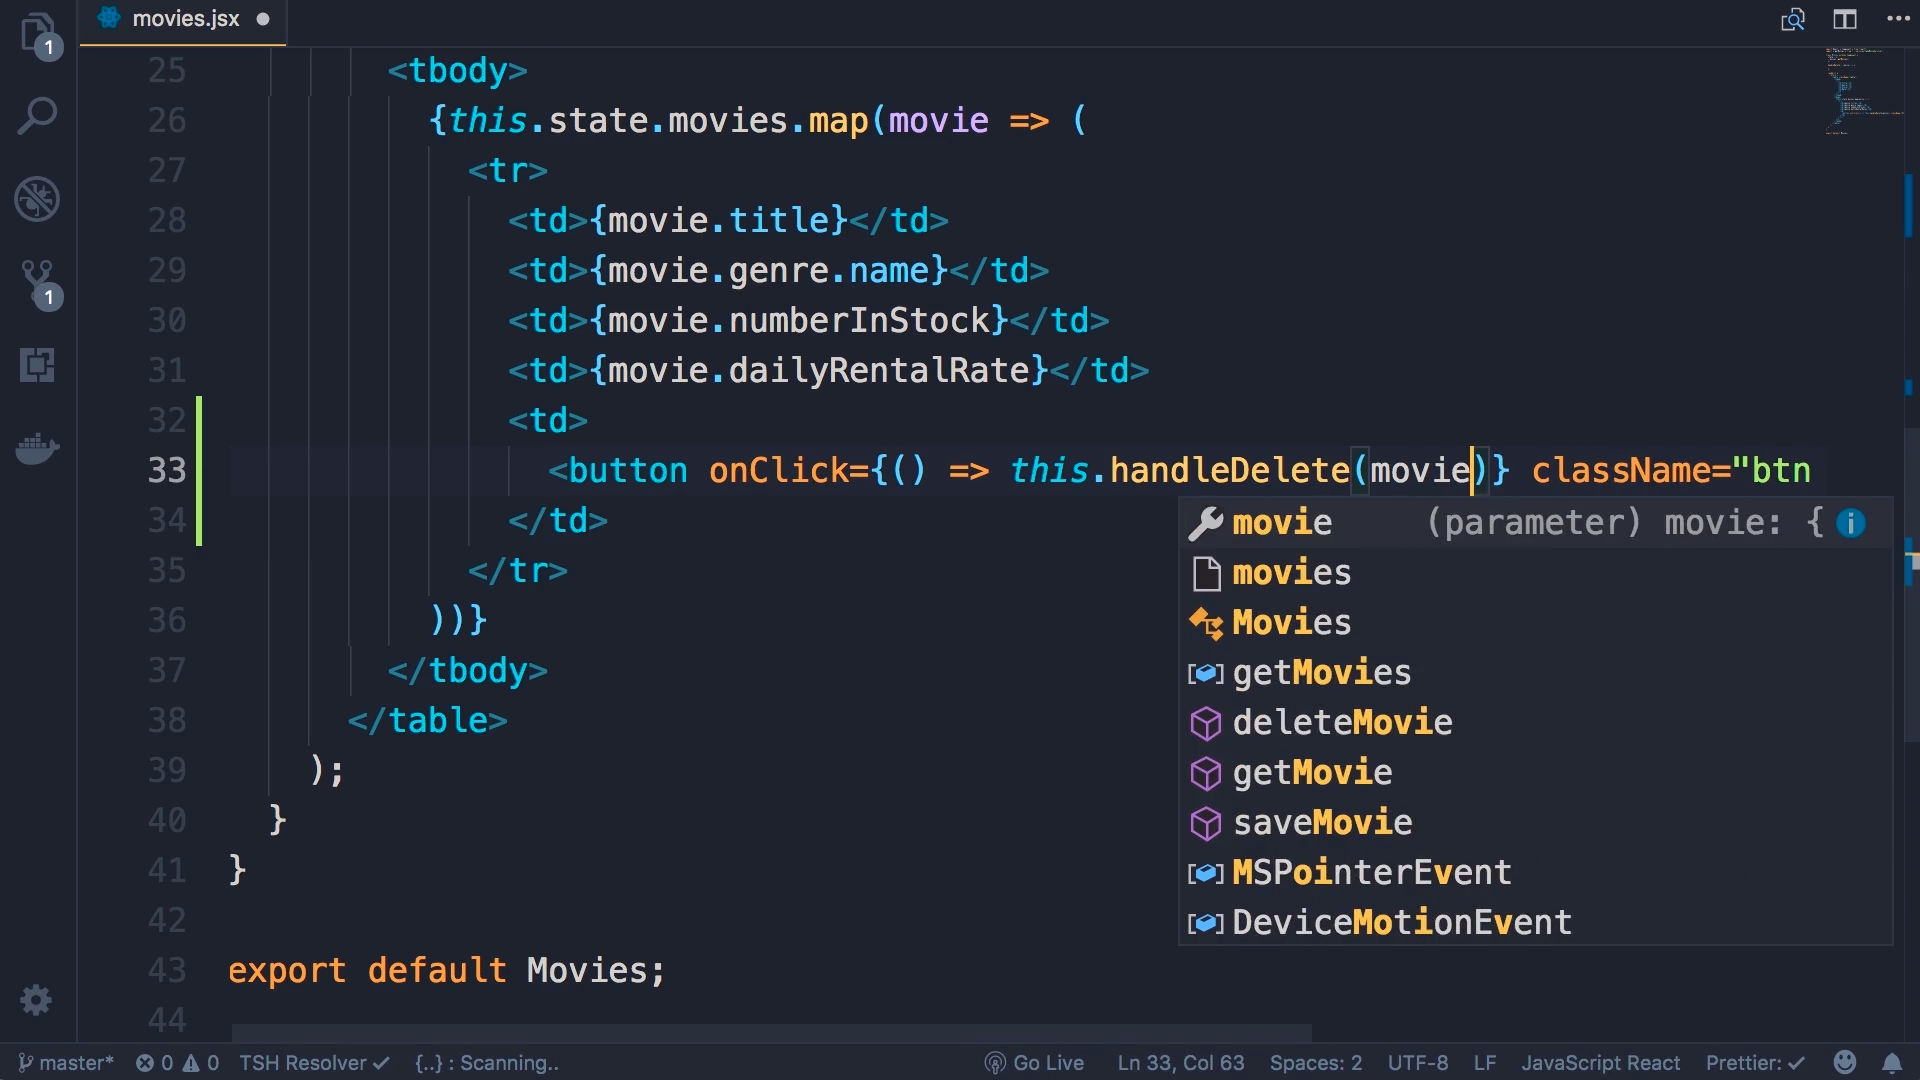 movies.jsx
1
25 <tbody>
26 {this.state.movies.map(movie => (
27 <tr>
28 <td>{movie.title}</td>
29 <td>{movie.genre.name}</td>
30 <td>{movie.numberInStock}</td>
31 <td>{movie.dailyRentalRate}</td>
32 <td>
33 <button onClick={() => this.handleDelete(movie)} className="btn
34 </td>
35 </tr>
36 ))}
37 </tbody>
38 </table>
39 );
40 }
41 }
42
43 export default Movies;
44
1
movie (parameter) movie: {
movies
Movies
getMovies
deleteMovie
getMovie
saveMovie
MSPointerEvent
DeviceMotionEvent
master* 0 0 TSH Resolver ✓ {..} : Scanning.. Go Live Ln 33, Col 63 Spaces: 2 UTF-8 LF JavaScript React Prettier: ✓